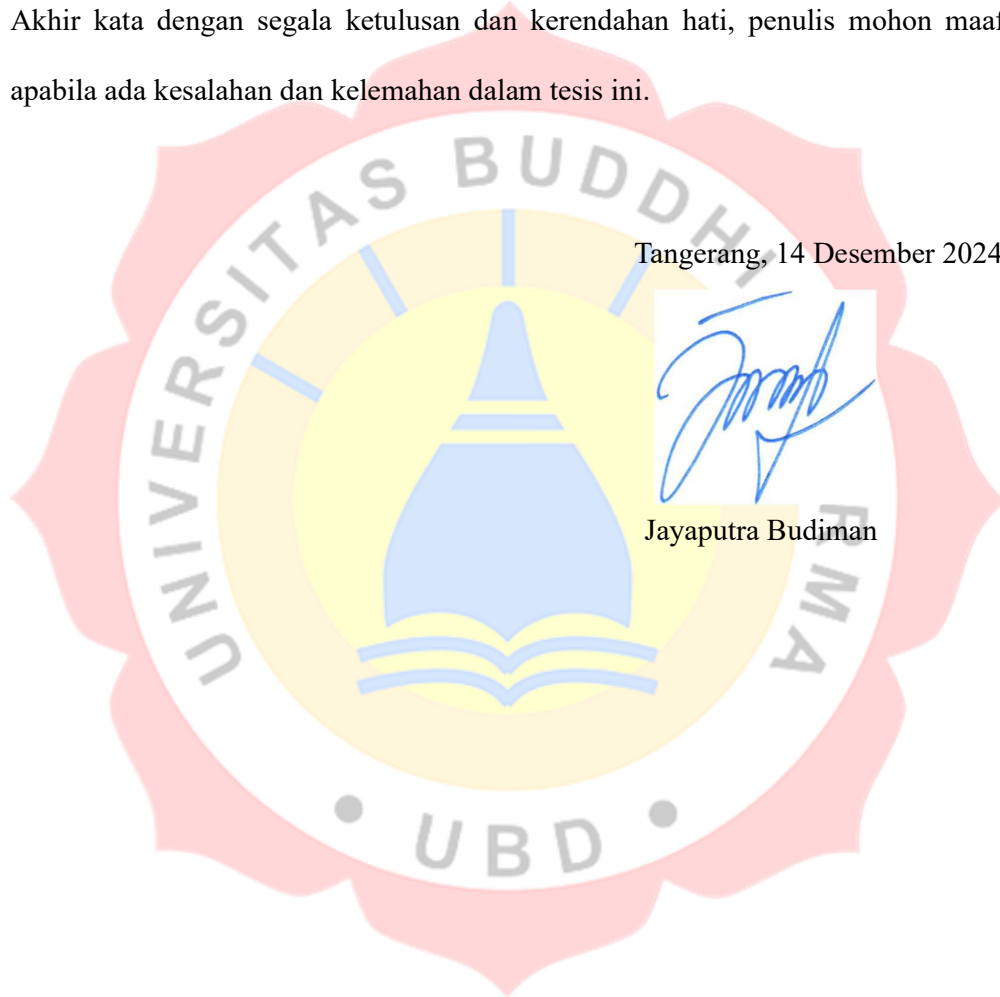 Akhir kata dengan segala ketulusan dan kerendahan hati, penulis mohon maaf
apabila ada kesalahan dan kelemahan dalam tesis ini.
UNIVERSITAS BUDDHI
Tangerang, 14 Desember 2024
Jayaputra Budiman
RMA
UBD